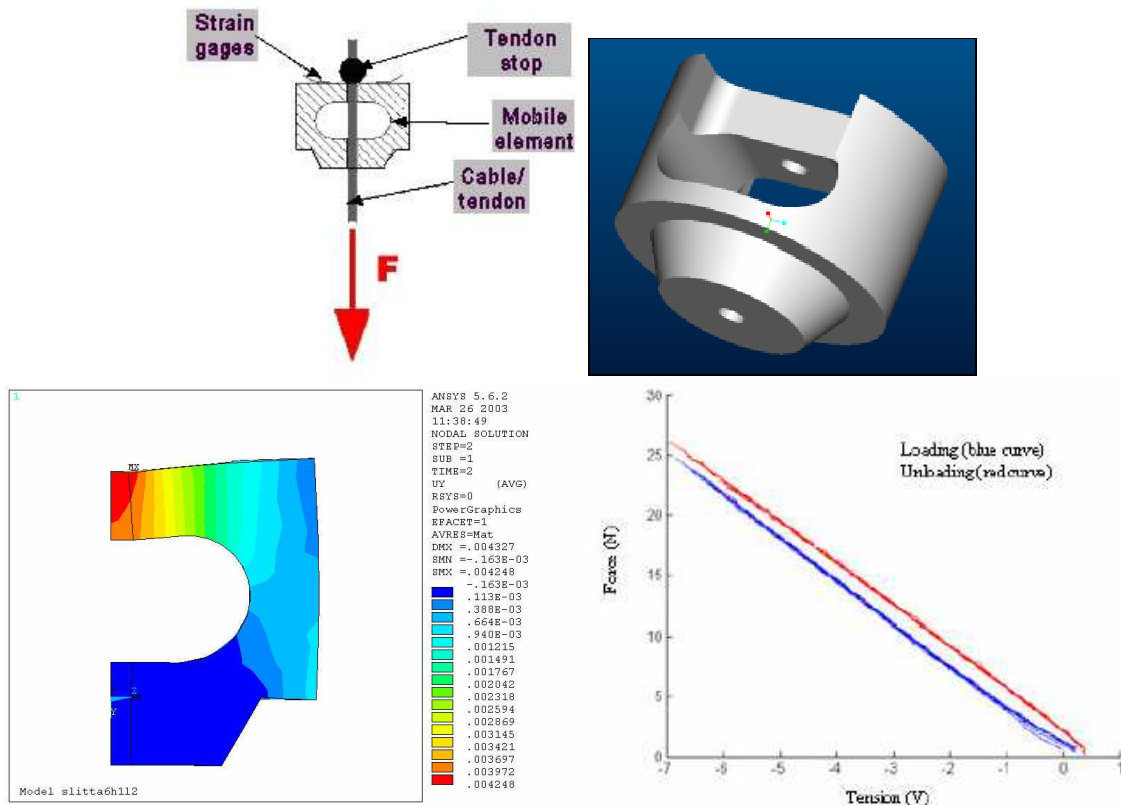 Strain
gages
Tendon
stop
Mobile
element
Cable/
tendon
F
1
ANSYS 5.6.2
MAR 26 2003
11:38:49
NODAL SOLUTION
STEP=2
SUB =1
TIME=2
UY (AVG)
RSYS=0
PowerGraphics
EFACET=1
AVRES=Mat
DMX =.004327
SMN =-.163E-03
SMX =.004248
-.163E-03
.113E-03
.388E-03
.664E-03
.940E-03
.001215
.001491
.001767
.002042
.002318
.002594
.002869
.003145
.003421
.003697
.003972
.004248
MX
Z
Y
Model slitta6h112
30
25
20
15
10
5
0
Force (N)
Loading (blue curve)
Unloading (red curve)
-7 -6 -5 -4 -3 -2 -1 0 1
Tension (V)